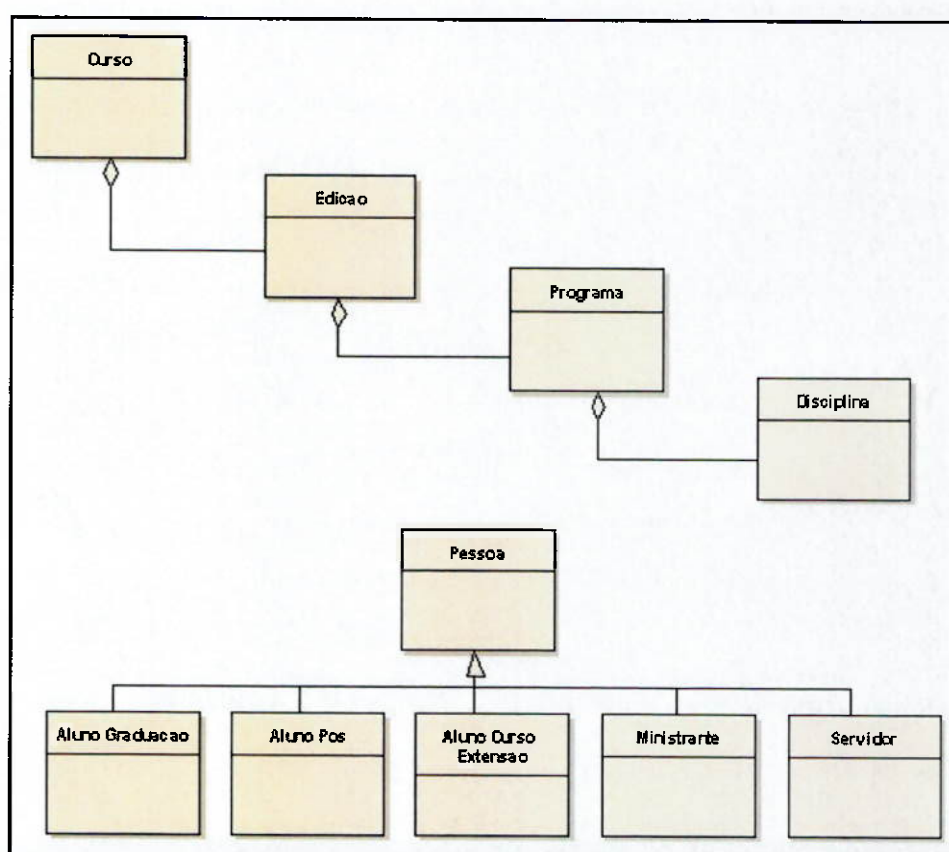 Curso
Edicao
Programa
Disciplina
Pessoa
Aluno Graduacao
Aluno Pos
Aluno Curso
Extensao
Ministrante
Servidor